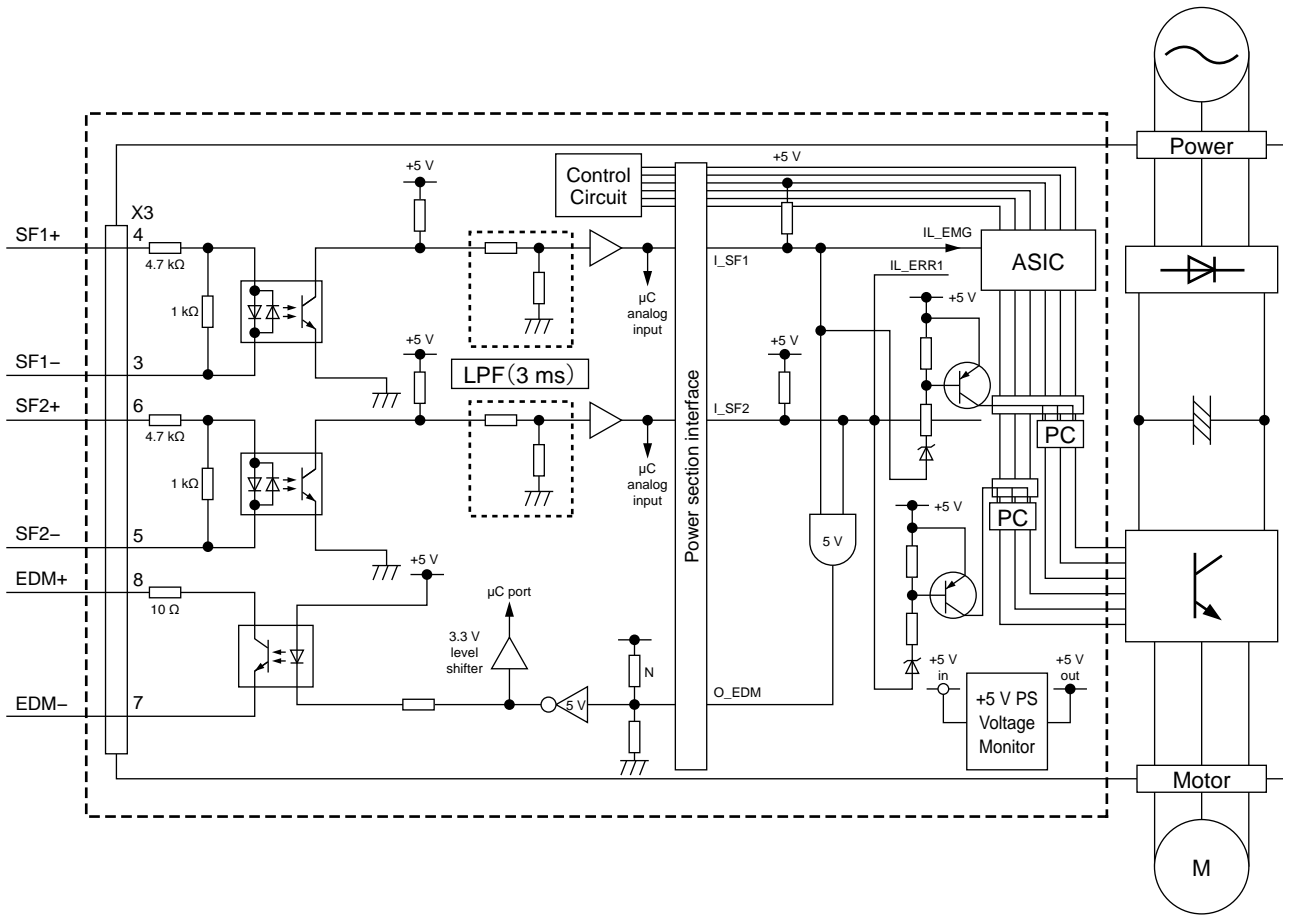 Power
+5 V
+5 V
Control
Circuit
X3
SF1+
4
4.7 kΩ
1 kΩ
I_SF1
IL_EMG
IL_ERR1
ASIC
µC
analog
input
+5 V
SF1−
3
+5 V
+5 V
LPF（3 ms）
SF2+
6
4.7 kΩ
1 kΩ
I_SF2
PC
µC
analog
input
Power section interface
+5 V
PC
SF2−
5
5 V
+5 V
EDM+
8
10 Ω
µC port
3.3 V
level
shifter
N
+5 V
in
+5 V
out
EDM−
7
5 V
O_EDM
+5 V PS
Voltage
Monitor
Motor
M